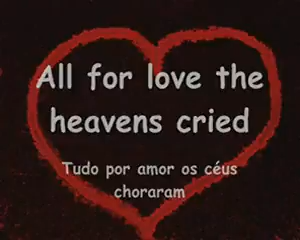 All for love the
heavens cried
Tudo por amor os céus
choraram